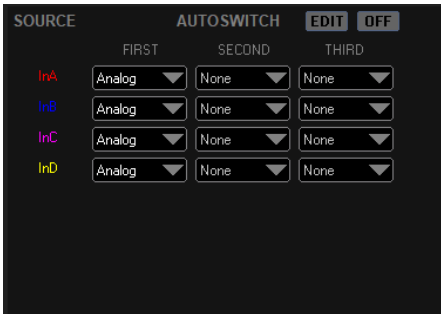 SOURCE AUTOSWITCH EDIT OFF
FIRST SECOND THIRD
InA Analog None None
InB Analog None None
InC Analog None None
InD Analog None None